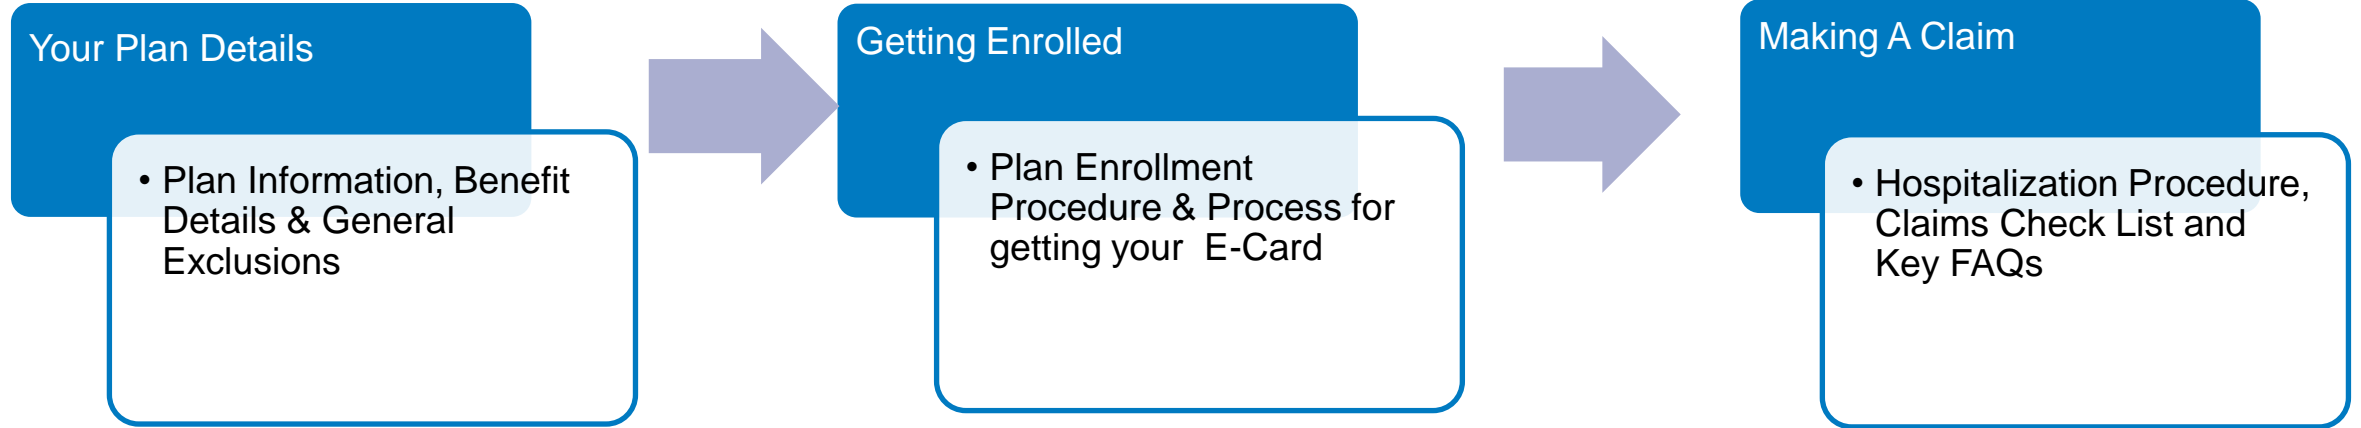 Your Plan Details
• Plan Information, Benefit
Details & General
Exclusions
Getting Enrolled
• Plan Enrollment
Procedure & Process for
getting your  E-Card
Making A Claim
• Hospitalization Procedure,
Claims Check List and
Key FAQs